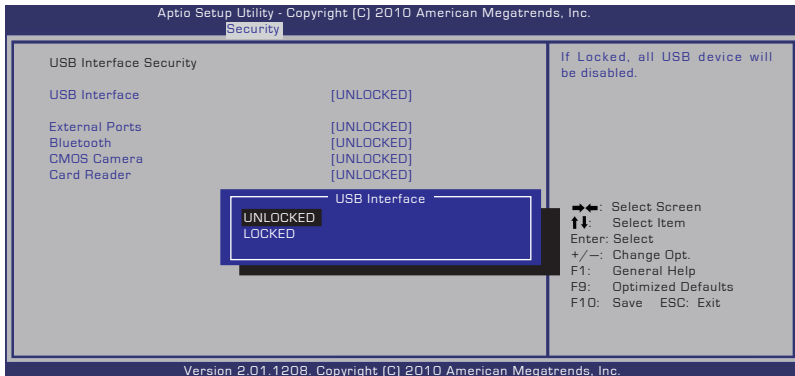 Aptio Setup Utility - Copyright (C) 2010 American Megatrends, Inc.
Security
USB Interface Security
USB Interface [UNLOCKED]
External Ports [UNLOCKED]
Bluetooth [UNLOCKED]
CMOS Camera [UNLOCKED]
Card Reader [UNLOCKED]
USB Interface
UNLOCKED
LOCKED
If Locked, all USB device will
be disabled.
→←: Select Screen
↑↓: Select Item
Enter: Select
+/—: Change Opt.
F1: General Help
F9: Optimized Defaults
F10: Save ESC: Exit
Version 2.01.1208. Copyright (C) 2010 American Megatrends, Inc.